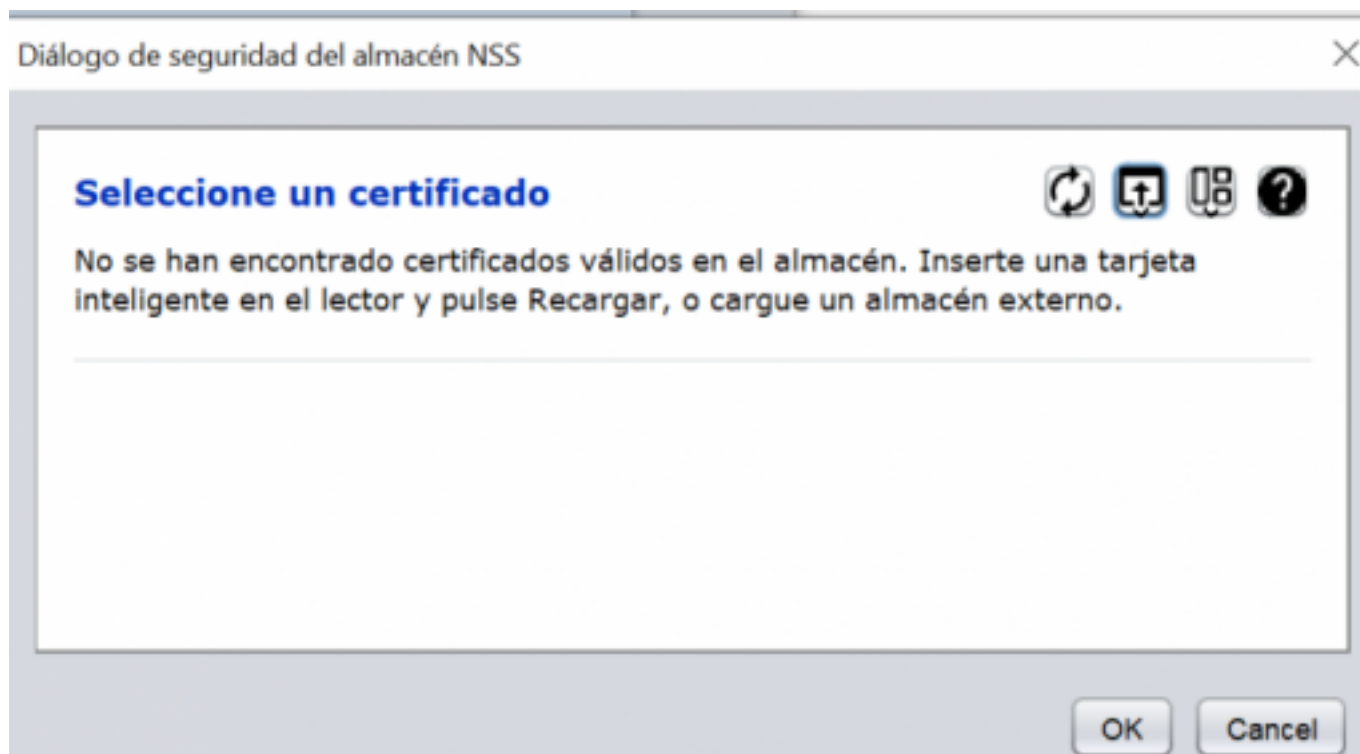 Diálogo de seguridad del almacén NSS
Seleccione un certificado
No se han encontrado certificados válidos en el almacén. Inserte una tarjeta
inteligente en el lector y pulse Recargar, o cargue un almacén externo.
OK
Cancel